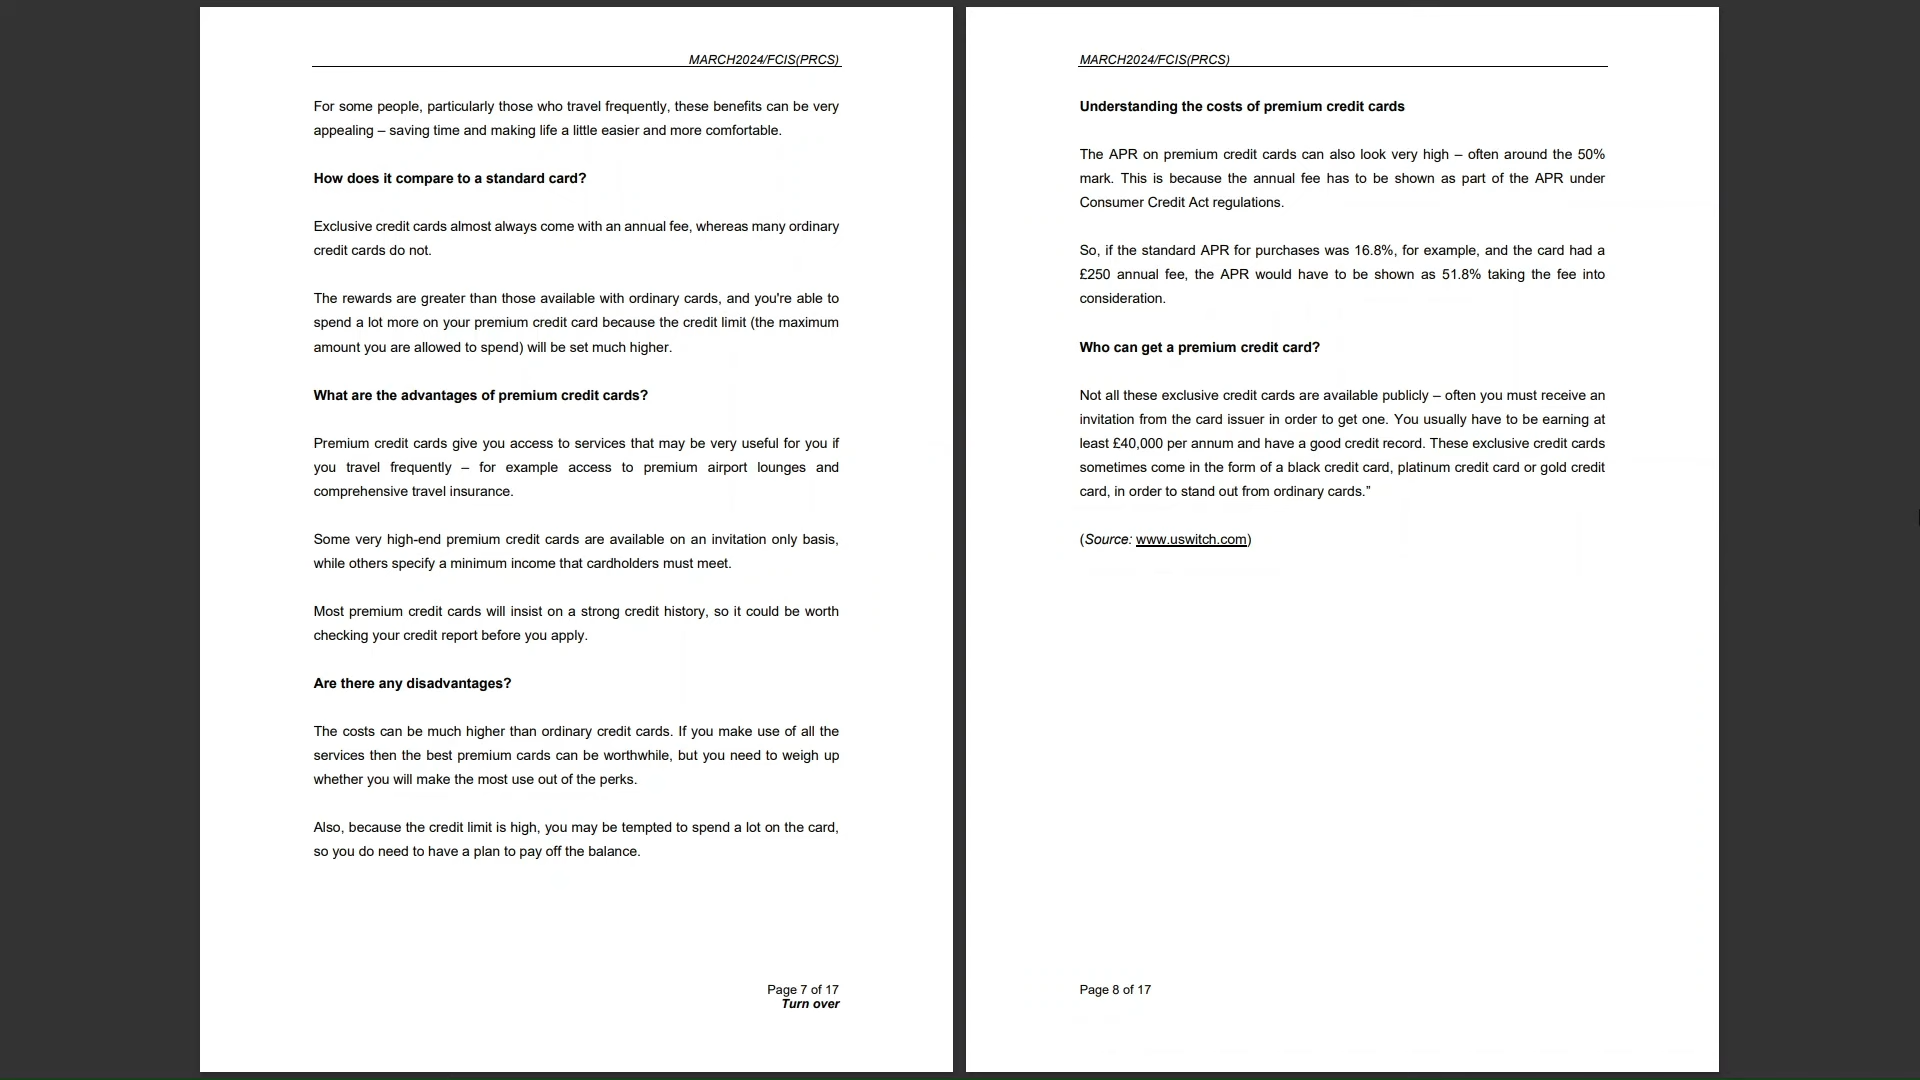 MARCH2024/FCIS(PRCS)
For some people, particularly those who travel frequently, these benefits can be very
appealing – saving time and making life a little easier and more comfortable.
How does it compare to a standard card?
Exclusive credit cards almost always come with an annual fee, whereas many ordinary
credit cards do not.
The rewards are greater than those available with ordinary cards, and you're able to
spend a lot more on your premium credit card because the credit limit (the maximum
amount you are allowed to spend) will be set much higher.
What are the advantages of premium credit cards?
Premium credit cards give you access to services that may be very useful for you if
you travel frequently – for example access to premium airport lounges and
comprehensive travel insurance.
Some very high-end premium credit cards are available on an invitation only basis,
while others specify a minimum income that cardholders must meet.
Most premium credit cards will insist on a strong credit history, so it could be worth
checking your credit report before you apply.
Are there any disadvantages?
The costs can be much higher than ordinary credit cards. If you make use of all the
services then the best premium cards can be worthwhile, but you need to weigh up
whether you will make the most use out of the perks.
Also, because the credit limit is high, you may be tempted to spend a lot on the card,
so you do need to have a plan to pay off the balance.
Page 7 of 17
Turn over
MARCH2024/FCIS(PRCS)
Understanding the costs of premium credit cards
The APR on premium credit cards can also look very high – often around the 50%
mark. This is because the annual fee has to be shown as part of the APR under
Consumer Credit Act regulations.
So, if the standard APR for purchases was 16.8%, for example, and the card had a
£250 annual fee, the APR would have to be shown as 51.8% taking the fee into
consideration.
Who can get a premium credit card?
Not all these exclusive credit cards are available publicly – often you must receive an
invitation from the card issuer in order to get one. You usually have to be earning at
least £40,000 per annum and have a good credit record. These exclusive credit cards
sometimes come in the form of a black credit card, platinum credit card or gold credit
card, in order to stand out from ordinary cards.”
(Source: www.uswitch.com)
Page 8 of 17